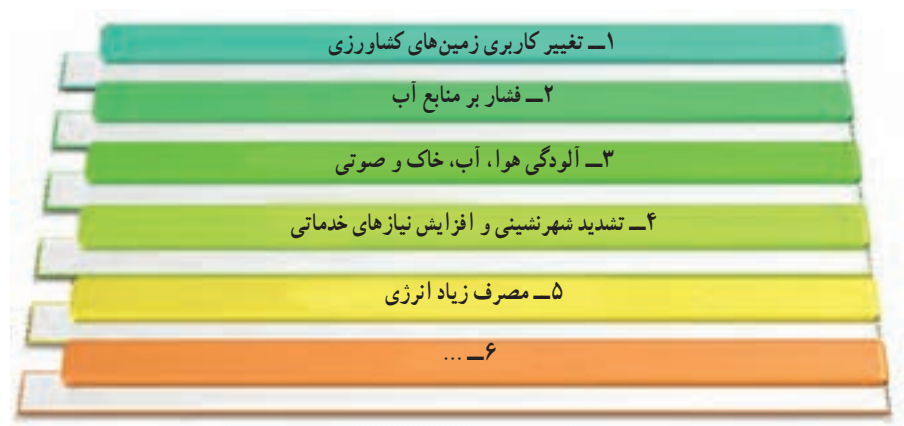 ۱ــ تغییر کاربری زمین‌های کشاورزی
۲ــ فشار بر منابع آب
۳ــ آلودگی هوا، آب، خاک و صوتی
۴ــ تشدید شهرنشینی و افزایش نیازهای خدماتی
۵ــ مصرف زیاد انرژی
۶ــ ...